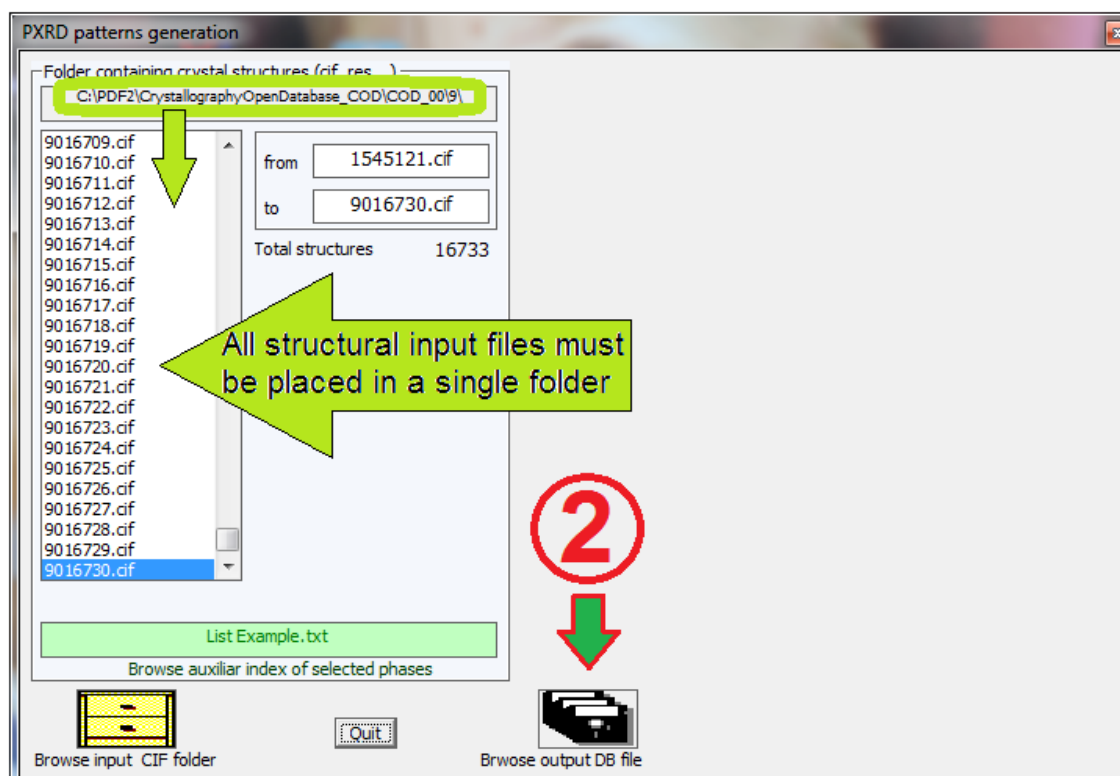 PXRD patterns generation
Folder containing crystal structures (cif, res...)
C:\PDF2\CrystallographyOpenDatabase_COD\COD_00\9\
9016709.cif
9016710.cif
9016711.cif
9016712.cif
9016713.cif
9016714.cif
9016715.cif
9016716.cif
9016717.cif
9016718.cif
9016719.cif
9016720.cif
9016721.cif
9016722.cif
9016723.cif
9016724.cif
9016725.cif
9016726.cif
9016727.cif
9016728.cif
9016729.cif
9016730.cif
from 1545121.cif
to 9016730.cif
Total structures 16733
All structural input files must
be placed in a single folder
2
List Example.txt
Browse auxiliar index of selected phases
Browse input CIF folder
Quit
Brwose output DB file